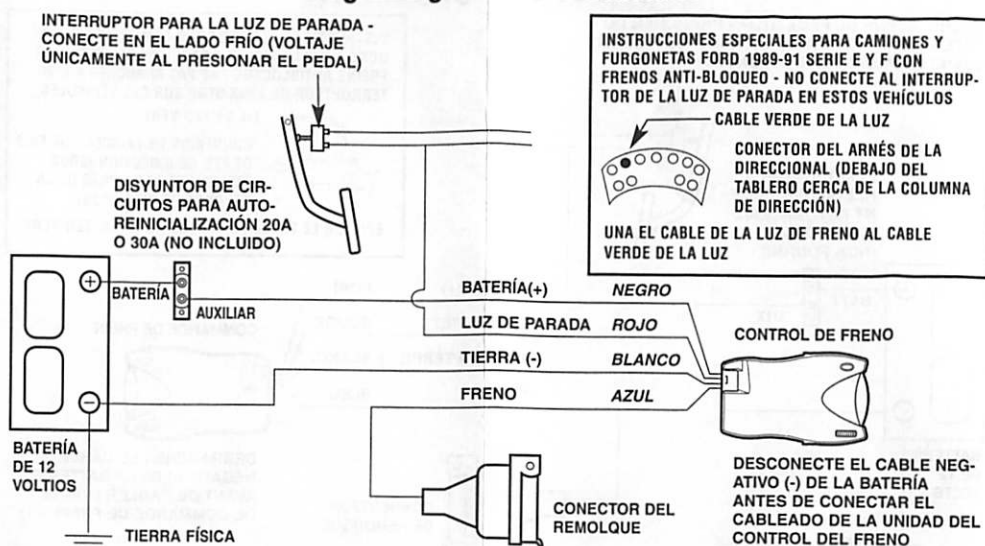 INTERRUPTOR PARA LA LUZ DE PARADA -
CONECTE EN EL LADO FRÍO (VOLTAJE
ÚNICAMENTE AL PRESIONAR EL PEDAL)
INSTRUCCIONES ESPECIALES PARA CAMIONES Y
FURGONETAS FORD 1989-91 SERIE E Y F CON
FRENOS ANTI-BLOQUEO - NO CONECTE AL INTERRUP-
TOR DE LA LUZ DE PARADA EN ESTOS VEHÍCULOS
CABLE VERDE DE LA LUZ
CONECTOR DEL ARNÉS DE LA
DIRECCIONAL (DEBAJO DEL
TABLERO CERCA DE LA COLUMNA
DE DIRECCIÓN)
UNA EL CABLE DE LA LUZ DE FRENO AL CABLE
VERDE DE LA LUZ
DISYUNTOR DE CIR-
CUITOS PARA AUTO-
REINICIALIZACIÓN 20A
O 30A (NO INCLUIDO)
+
BATERÍA
AUXILIAR
BATERÍA(+) NEGRO
LUZ DE PARADA ROJO
TIERRA (-) BLANCO
FRENO AZUL
CONTROL DE FRENO
−
BATERÍA
DE 12
VOLTIOS
TIERRA FÍSICA
CONECTOR DEL
REMOLQUE
DESCONECTE EL CABLE NEG-
ATIVO (-) DE LA BATERÍA
ANTES DE CONECTAR EL
CABLEADO DE LA UNIDAD DEL
CONTROL DEL FRENO